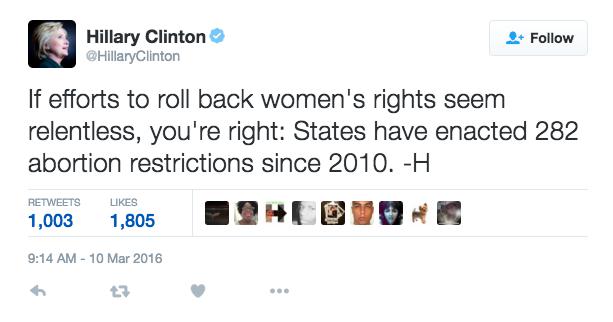 Hillary Clinton
@HillaryClinton
Follow
If efforts to roll back women's rights seem
relentless, you're right: States have enacted 282
abortion restrictions since 2010. -H
RETWEETS LIKES
1,003 1,805
9:14 AM - 10 Mar 2016